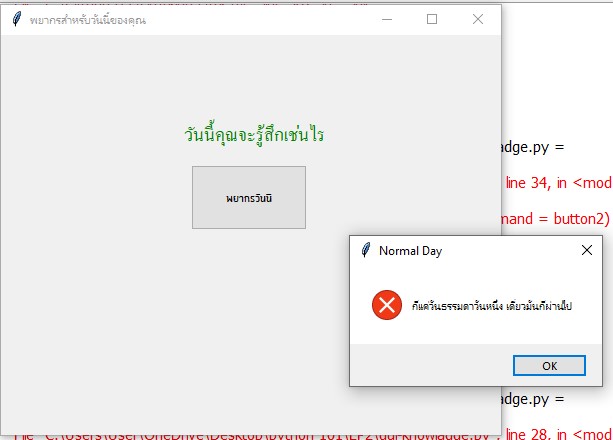 พยากรสำหรับวันนี้ของคุณ
วันนี้คุณจะรู้สึกเช่นไร
พยากรวันนี
adge.py =
line 34, in <mod
mand = button2)
Normal Day
ก็แค่วันธรรมดาวันหนึ่ง เดี๋ยวมันก็ผ่านไป
OK
adge.py =
File "C:\Users\User\OneDrive\Desktop\python 101\EP2\gui-knowladge.py", line 28, in <mod